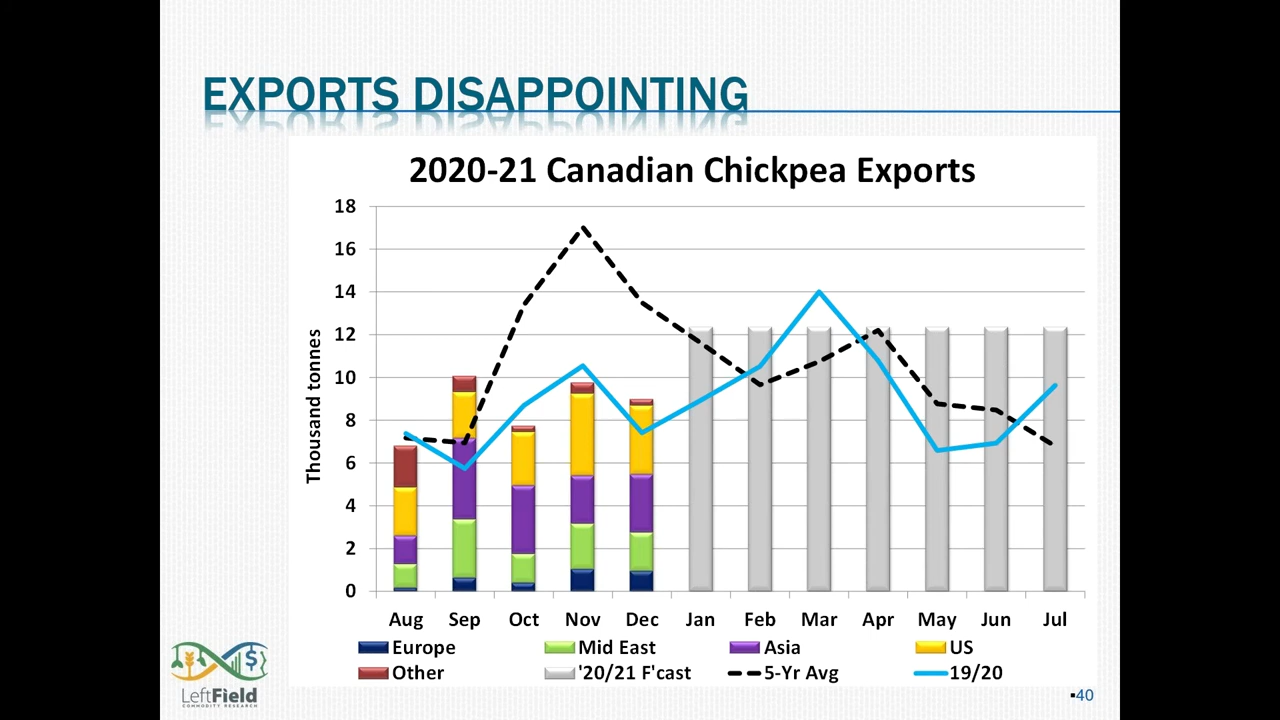 EXPORTS DISAPPOINTING
2020-21 Canadian Chickpea Exports
Thousand tonnes
18
16
14
12
10
8
6
4
2
0
Aug Sep Oct Nov Dec Jan Feb Mar Apr May Jun Jul
Europe Mid East Asia US
Other '20/21 F'cast 5-Yr Avg 19/20
LeftField
COMMODITY RESEARCH
▪40